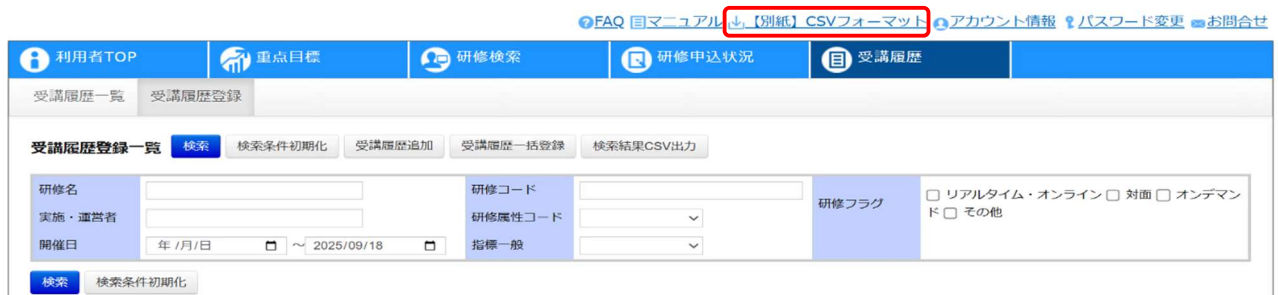 FAQ マニュアル 【別紙】CSVフォーマット アカウント情報 パスワード変更 お問合せ
利用者TOP 重点目標 研修検索 研修申込状況 受講履歴
受講履歴一覧 受講履歴登録
受講履歴登録一覧 検索 検索条件初期化 受講履歴追加 受講履歴一括登録 検索結果CSV出力
研修名 研修コード 研修フラグ リアルタイム・オンライン 対面 オンデマン
実施・運営者 研修属性コード ド その他
開催日 年 /月/日 ～ 2025/09/18 指標一般
検索 検索条件初期化